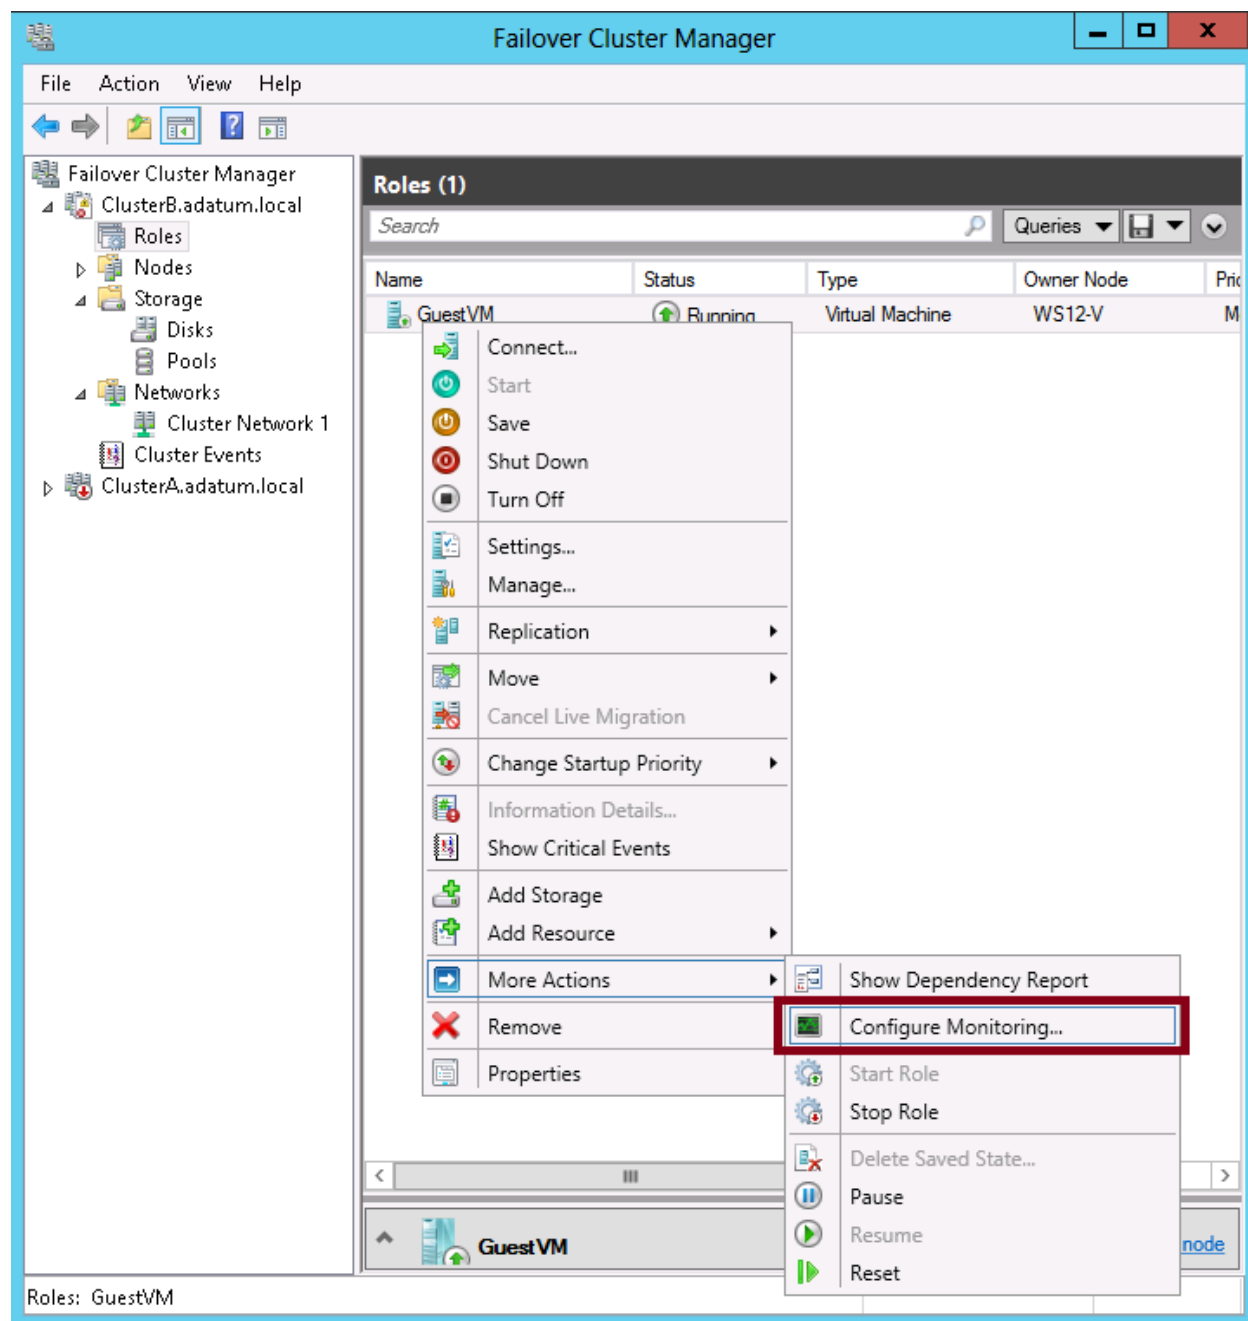 Failover Cluster Manager
File Action View Help
Failover Cluster Manager
ClusterB.adatum.local
Roles
Nodes
Storage
Disks
Pools
Networks
Cluster Network 1
Cluster Events
ClusterA.adatum.local
Roles (1)
Search
Queries
Name Status Type Owner Node
GuestVM Running Virtual Machine WS12-V M
Connect...
Start
Save
Shut Down
Turn Off
Settings...
Manage...
Replication
Move
Cancel Live Migration
Change Startup Priority
Information Details...
Show Critical Events
Add Storage
Add Resource
More Actions
Remove
Properties
Show Dependency Report
Configure Monitoring...
Start Role
Stop Role
Delete Saved State...
Pause
Resume
Reset
GuestVM
node
Roles: GuestVM